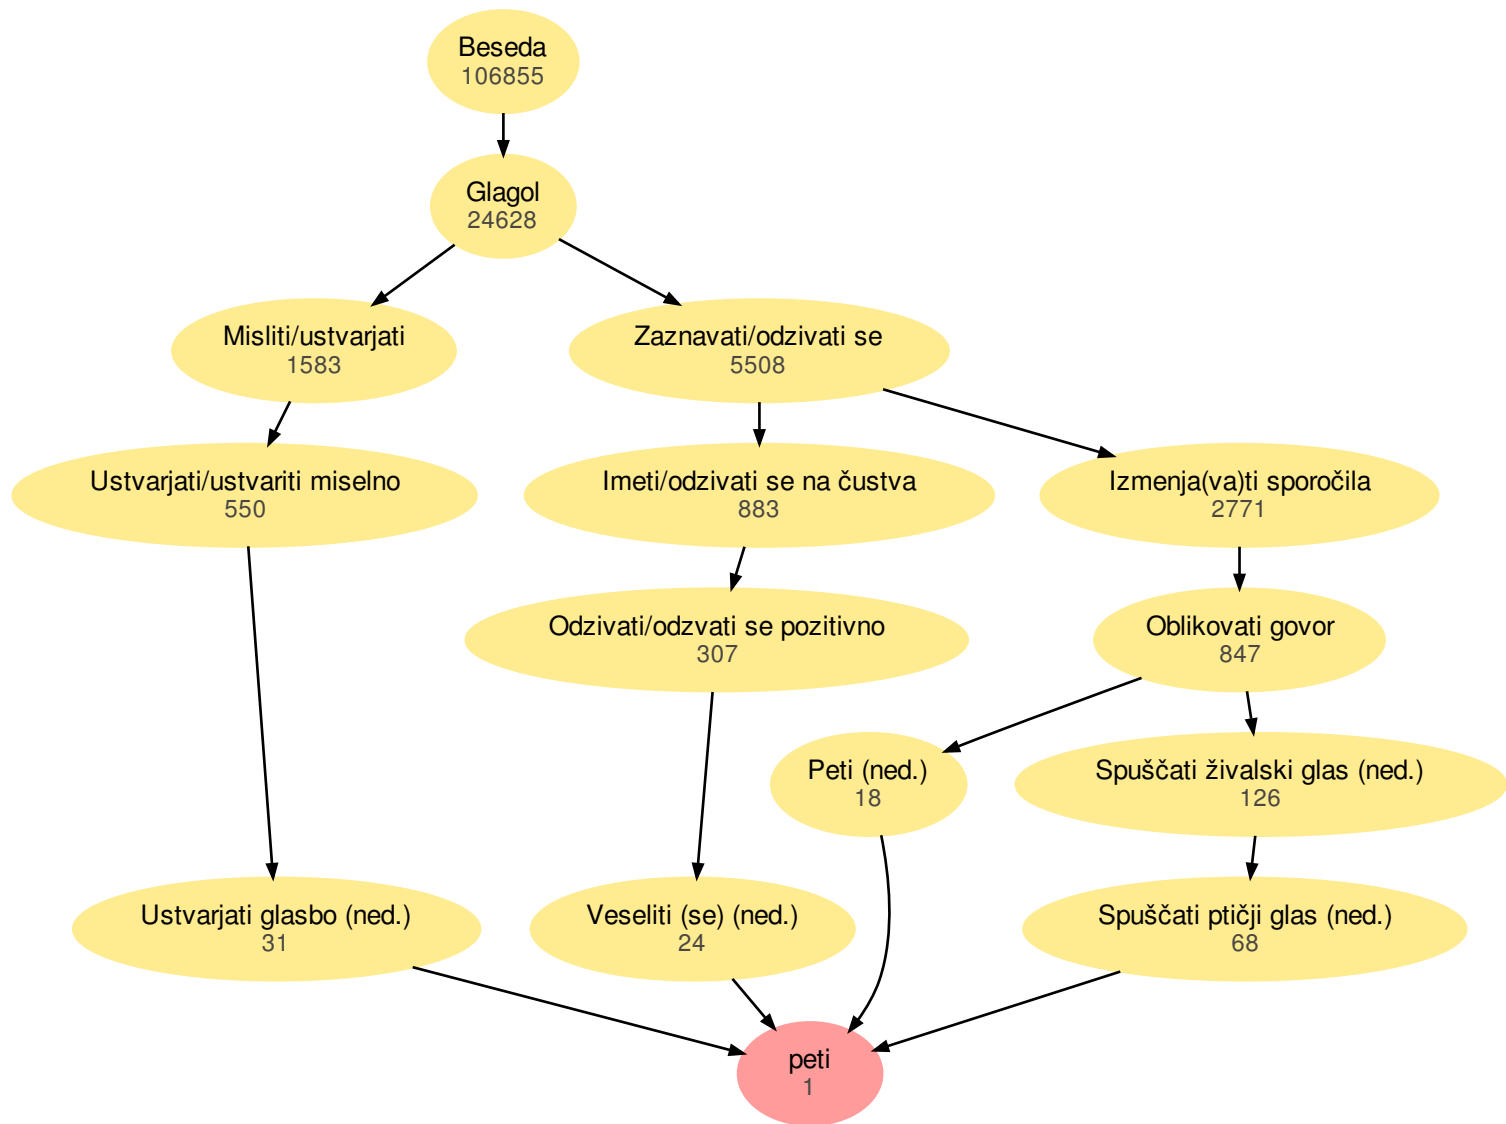 Beseda
106855
Glagol
24628
Misliti/ustvarjati
1583
Zaznavati/odzivati se
5508
Ustvarjati/ustvariti miselno
550
Imeti/odzivati se na čustva
883
Izmenja(va)ti sporočila
2771
Odzivati/odzvati se pozitivno
307
Oblikovati govor
847
Peti (ned.)
18
Spuščati živalski glas (ned.)
126
Ustvarjati glasbo (ned.)
31
Veseliti (se) (ned.)
24
Spuščati ptičji glas (ned.)
68
peti
1